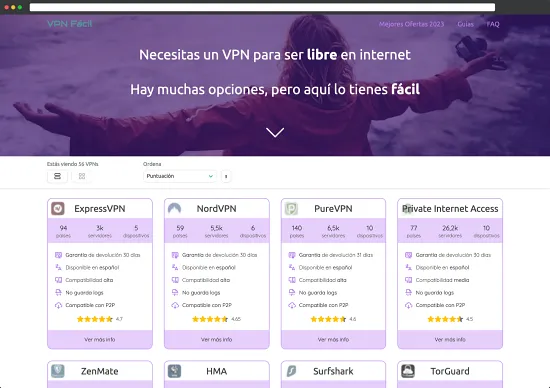 VPN Fácil
Mejores Ofertas 2023 Guías FAQ
Necesitas un VPN para ser libre en internet
Hay muchas opciones, pero aquí lo tienes fácil
Estás viendo 56 VPNs
Ordena
Puntuación
ExpressVPN
94 3k 5
países servidores dispositivos
Garantía de devolución 30 días
Disponible en español
Compatibilidad alta
No guarda logs
Compatible con P2P
4.7
Ver más info
NordVPN
59 5,5k 6
países servidores dispositivos
Garantía de devolución 30 días
Disponible en español
Compatibilidad alta
No guarda logs
Compatible con P2P
4.65
Ver más info
PureVPN
140 6,5k 10
países servidores dispositivos
Garantía de devolución 31 días
Disponible en español
Compatibilidad alta
No guarda logs
Compatible con P2P
4.6
Ver más info
Private Internet Access
77 26,2k 10
países servidores dispositivos
Garantía de devolución 30 días
Disponible en español
Compatibilidad media
No guarda logs
Compatible con P2P
4.5
Ver más info
ZenMate
HMA
Surfshark
TorGuard